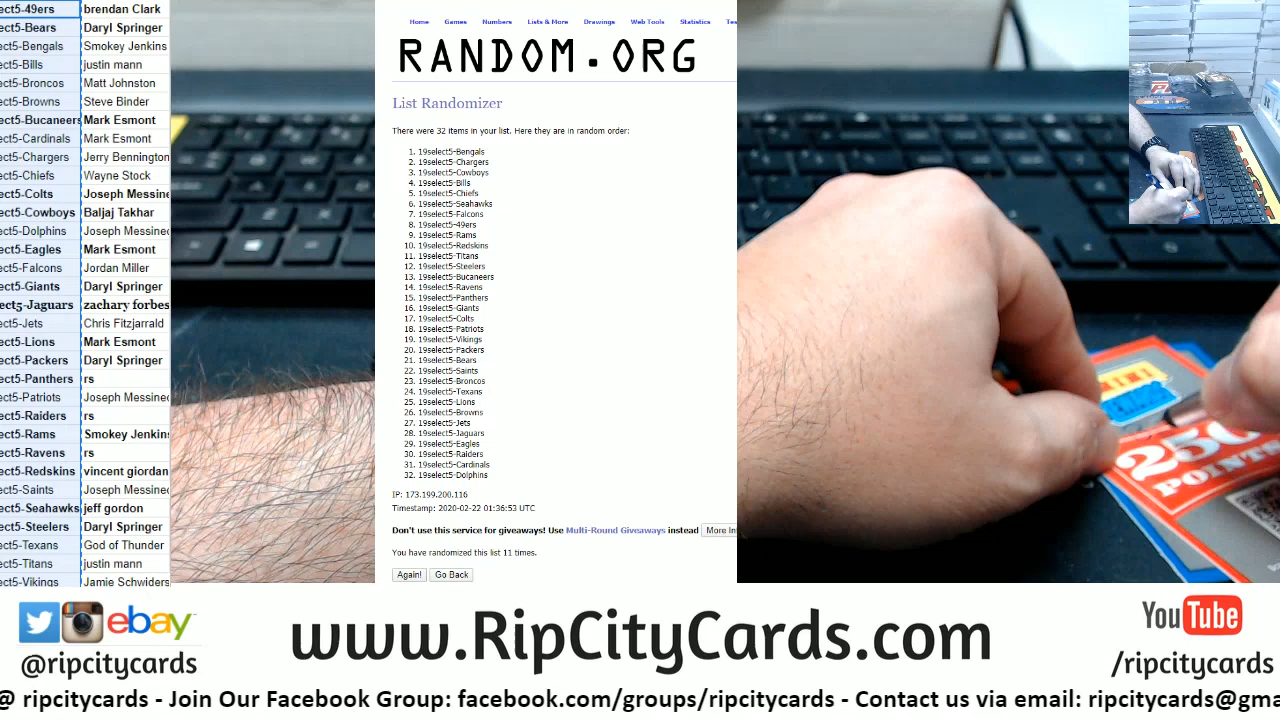 ect5-49ers brendan Clark
ect5-Bears Daryl Springer
ect5-Bengals Smokey Jenkins
ect5-Bills justin mann
ect5-Broncos Matt Johnston
ect5-Browns Steve Binder
ect5-Bucaneers Mark Esmont
ect5-Cardinals Mark Esmont
ect5-Chargers Jerry Bennington
ect5-Chiefs Wayne Stock
ect5-Colts Joseph Messine
ect5-Cowboys Baljaj Takhar
ect5-Dolphins Joseph Messine
ect5-Eagles Mark Esmont
ect5-Falcons Jordan Miller
ect5-Giants Daryl Springer
ect5-Jaguars zachary forbes
ect5-Jets Chris Fitzjarrald
ect5-Lions Mark Esmont
ect5-Packers Daryl Springer
ect5-Panthers rs
ect5-Patriots Joseph Messine
ect5-Raiders rs
ect5-Rams Smokey Jenkins
ect5-Ravens rs
ect5-Redskins vincent giordan
ect5-Saints Joseph Messine
ect5-Seahawks jeff gordon
ect5-Steelers Daryl Springer
ect5-Texans God of Thunder
ect5-Titans justin mann
ect5-Vikings Jamie Schwiders
Home Games Numbers Lists & More Drawings Web Tools Statistics Tes
RANDOM.ORG
List Randomizer
There were 32 items in your list. Here they are in random order:
1. 19select5-Bengals
2. 19select5-Chargers
3. 19select5-Cowboys
4. 19select5-Bills
5. 19select5-Chiefs
6. 19select5-Seahawks
7. 19select5-Falcons
8. 19select5-49ers
9. 19select5-Rams
10. 19select5-Redskins
11. 19select5-Titans
12. 19select5-Steelers
13. 19select5-Bucaneers
14. 19select5-Ravens
15. 19select5-Panthers
16. 19select5-Giants
17. 19select5-Colts
18. 19select5-Patriots
19. 19select5-Vikings
20. 19select5-Packers
21. 19select5-Bears
22. 19select5-Saints
23. 19select5-Broncos
24. 19select5-Texans
25. 19select5-Lions
26. 19select5-Browns
27. 19select5-Jets
28. 19select5-Jaguars
29. 19select5-Eagles
30. 19select5-Raiders
31. 19select5-Cardinals
32. 19select5-Dolphins
IP: 173.199.200.116
Timestamp: 2020-02-22 01:36:53 UTC
Don't use this service for giveaways! Use Multi-Round Giveaways instead More Inf
You have randomized this list 11 times.
Again! Go Back
250
POINTS
ebay™
@ripcitycards
www.RipCityCards.com
YouTube
/ripcitycards
@ ripcitycards - Join Our Facebook Group: facebook.com/groups/ripcitycards - Contact us via email: ripcitycards@gma